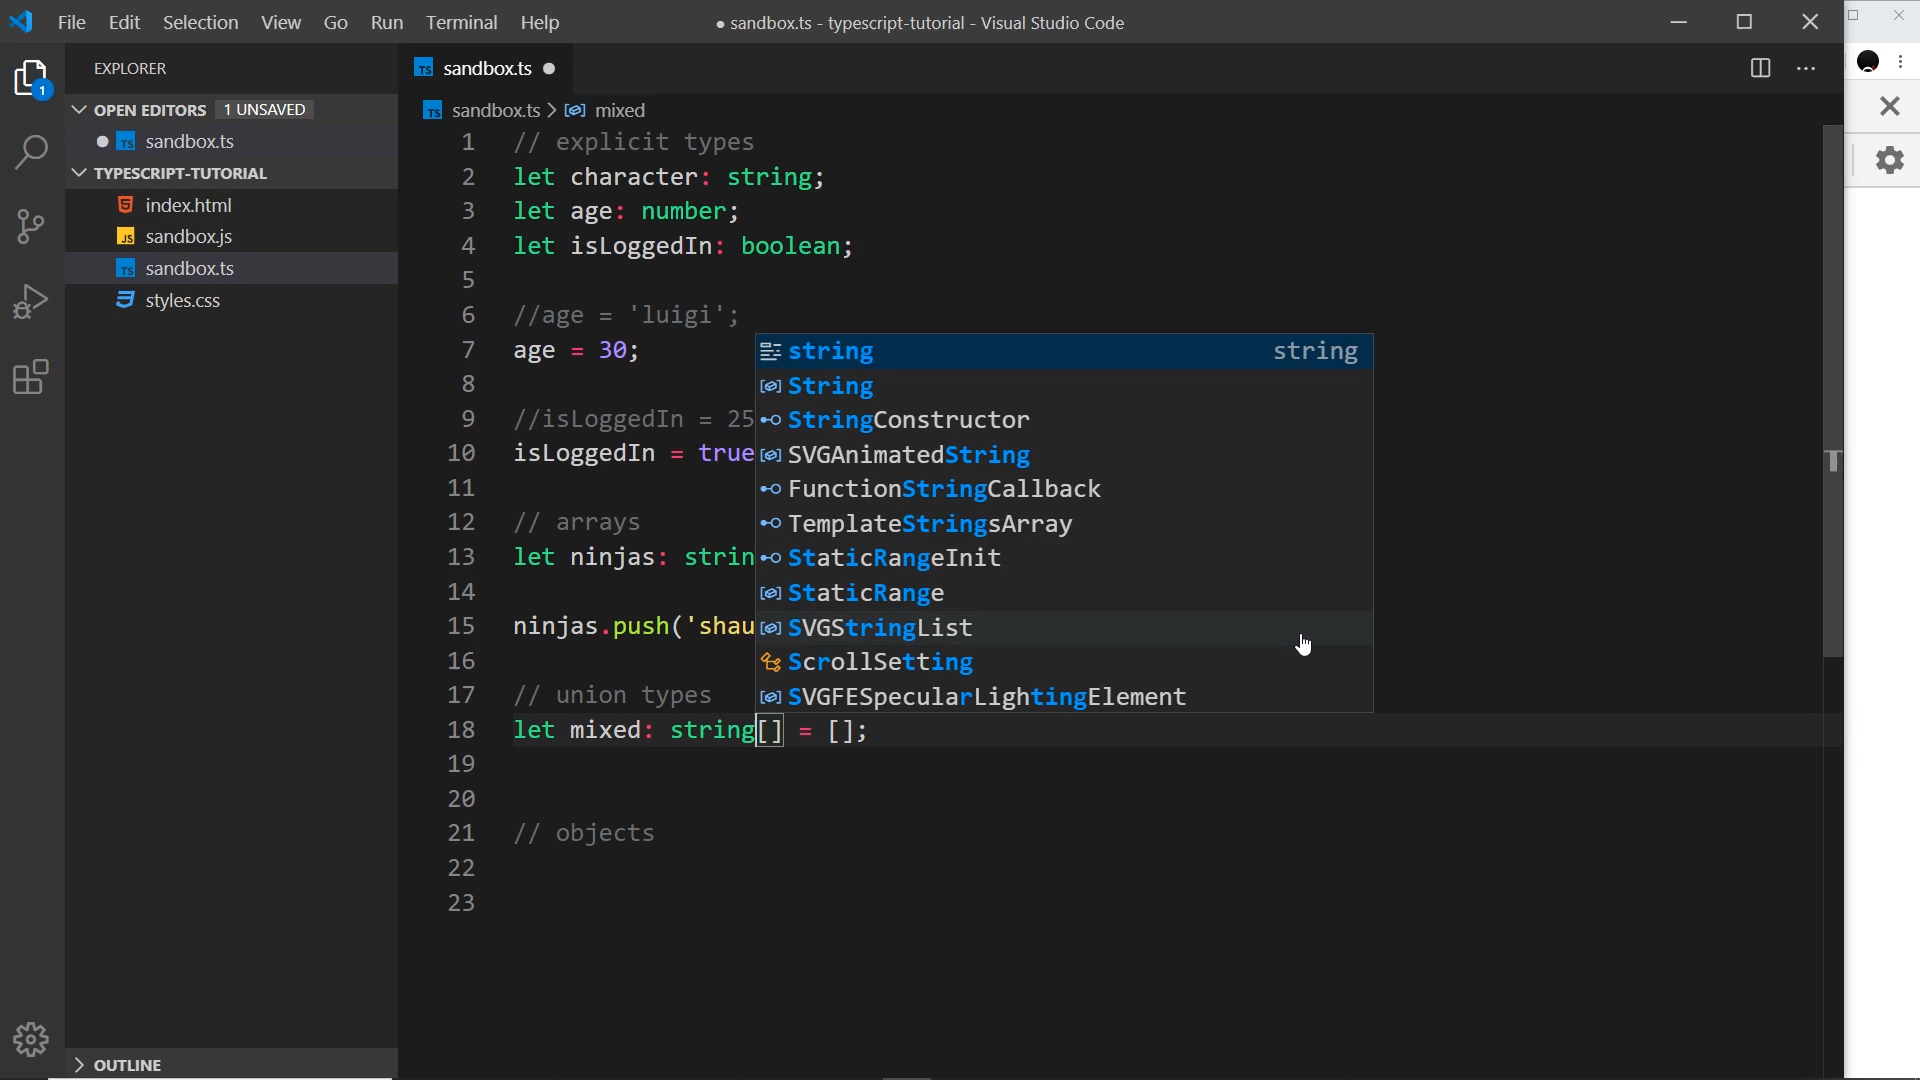 File Edit Selection View Go Run Terminal Help
● sandbox.ts - typescript-tutorial - Visual Studio Code
EXPLORER
sandbox.ts ●
OPEN EDITORS 1 UNSAVED
● TS sandbox.ts
TYPESCRIPT-TUTORIAL
index.html
JS sandbox.js
TS sandbox.ts
styles.css
OUTLINE
1
TS sandbox.ts > mixed
1 // explicit types
2 let character: string;
3 let age: number;
4 let isLoggedIn: boolean;
5
6 //age = 'luigi';
7 age = 30;
8
9 //isLoggedIn = 25
10 isLoggedIn = true
11
12 // arrays
13 let ninjas: strin
14
15 ninjas.push('shau
16
17 // union types
18 let mixed: string[] = [];
19
20
21 // objects
22
23
string string
String
StringConstructor
SVGAnimatedString
FunctionStringCallback
TemplateStringsArray
StaticRangeInit
StaticRange
SVGStringList
ScrollSetting
SVGFESpecularLightingElement